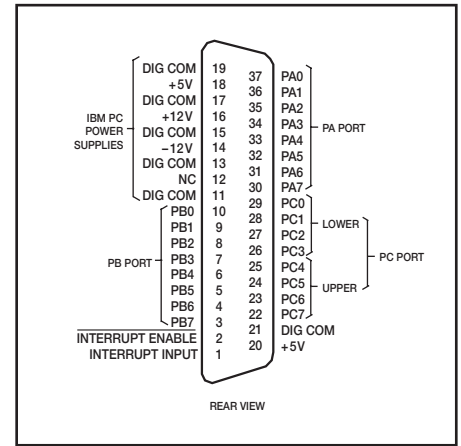 DIG COM 19
+5V 18
DIG COM 17
+12V 16
DIG COM 15
−12V 14
DIG COM 13
NC 12
DIG COM 11
PB0 10
PB1 9
PB2 8
PB3 7
PB4 6
PB5 5
PB6 4
PB7 3
INTERRUPT ENABLE 2
INTERRUPT INPUT 1
IBM PC
POWER
SUPPLIES
PB PORT
37 PA0
36 PA1
35 PA2
34 PA3
33 PA4
32 PA5
31 PA6
30 PA7
29 PC0
28 PC1
27 PC2
26 PC3
25 PC4
24 PC5
23 PC6
22 PC7
21 DIG COM
20 +5V
PA PORT
LOWER
UPPER
PC PORT
REAR VIEW